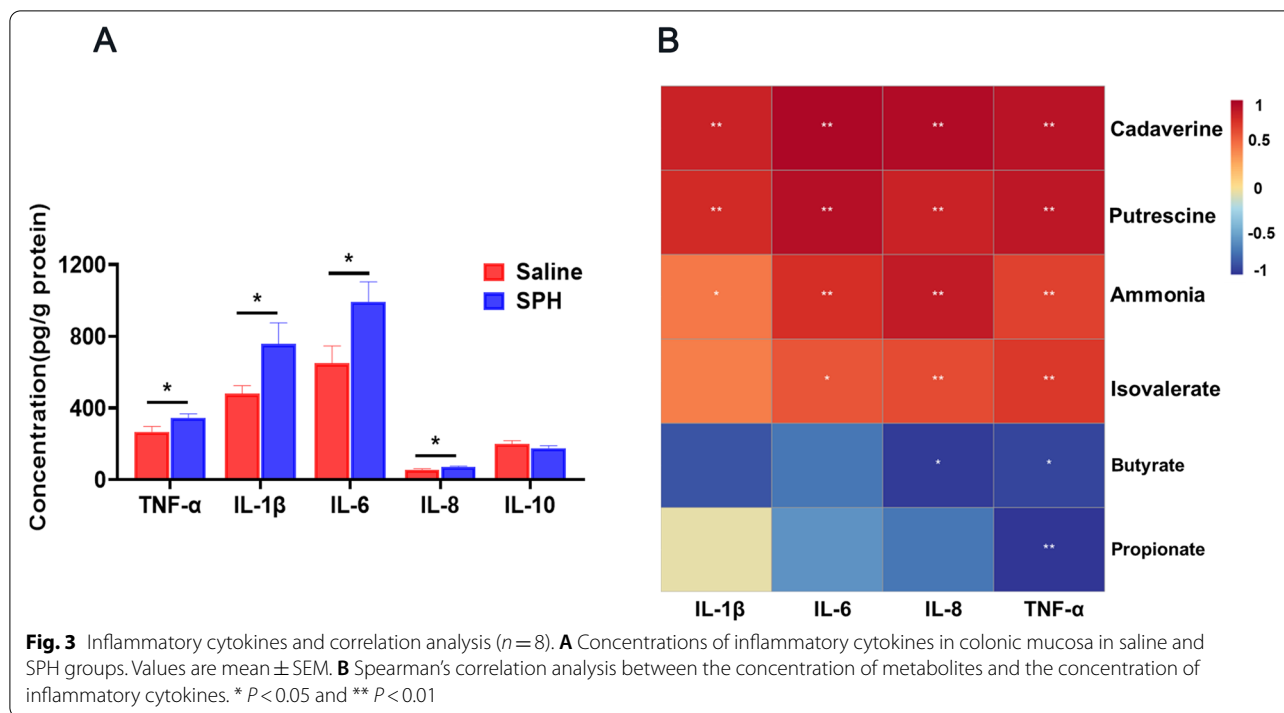 A
Concentration(pg/g protein)
1200
800
400
0
*
*
*
*
Saline
SPH
TNF-α IL-1β IL-6 IL-8 IL-10
B
** ** ** ** Cadaverine
** ** ** ** Putrescine
* ** ** ** Ammonia
* ** ** Isovalerate
* * Butyrate
** Propionate
IL-1β IL-6 IL-8 TNF-α
1
0.5
0
-0.5
-1
Fig. 3 Inflammatory cytokines and correlation analysis (n = 8). A Concentrations of inflammatory cytokines in colonic mucosa in saline and
SPH groups. Values are mean ± SEM. B Spearman's correlation analysis between the concentration of metabolites and the concentration of
inflammatory cytokines. * P < 0.05 and ** P < 0.01